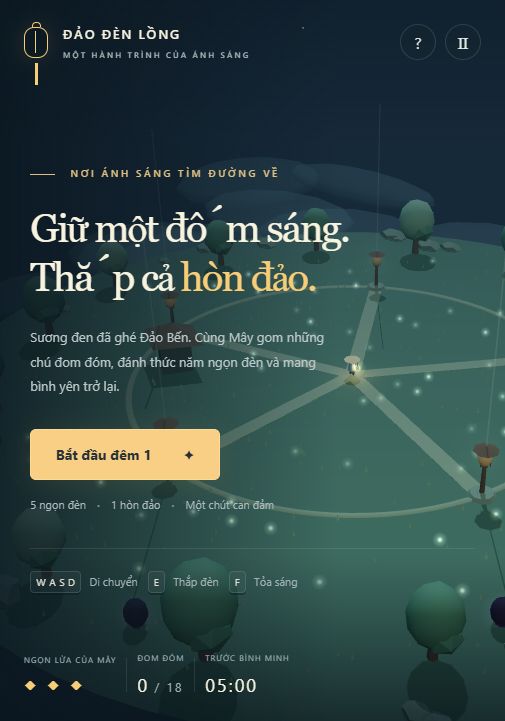 ĐẢO ĐÈN LỒNG
MỘT HÀNH TRÌNH CỦA ÁNH SÁNG
?
II
NƠI ÁNH SÁNG TÌM ĐƯỜNG VỀ
Giữ một đốm sáng.
Thắp cả hòn đảo.
Sương đen đã ghé Đảo Bến. Cùng Mây gom những
chú đom đóm, đánh thức năm ngọn đèn và mang
bình yên trở lại.
Bắt đầu đêm 1 ✦
5 ngọn đèn · 1 hòn đảo · Một chút can đảm
WASD Di chuyển E Thắp đèn F Tỏa sáng
NGỌN LỬA CỦA MÂY ĐOM ĐÓM TRƯỚC BÌNH MINH
◆ ◆ ◆ 0 / 18 05:00